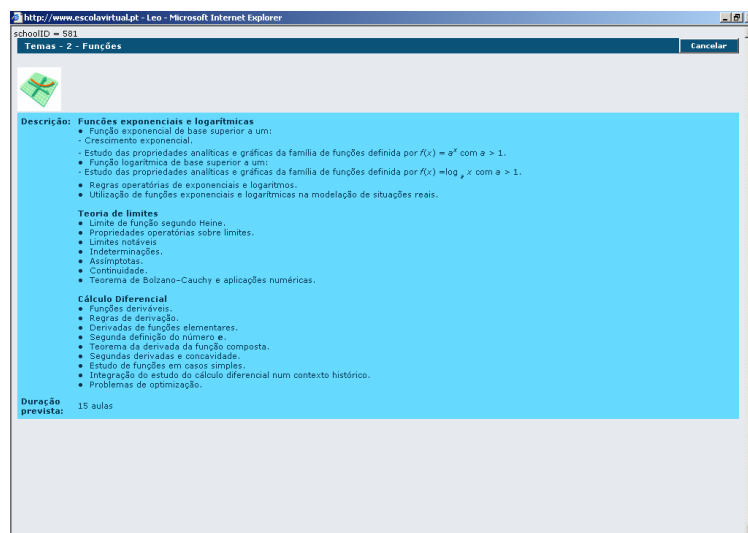 http://www.escolavirtual.pt - Leo - Microsoft Internet Explorer
schoolID = 581
Temas - 2 - Funções
Cancelar
Descrição: Funcões exponenciais e logarítmicas
• Função exponencial de base superior a um:
- Crescimento exponencial.
- Estudo das propriedades analíticas e gráficas da família de funções definida por f(x) = aˣ com a > 1.
• Função logarítmica de base superior a um:
- Estudo das propriedades analíticas e gráficas da família de funções definida por f(x) =log ₐ x com a > 1.
• Regras operatórias de exponenciais e logaritmos.
• Utilização de funções exponenciais e logarítmicas na modelação de situações reais.
Teoria de limites
• Limite de função segundo Heine.
• Propriedades operatórias sobre limites.
• Limites notáveis
• Indeterminações.
• Assímptotas.
• Continuidade.
• Teorema de Bolzano-Cauchy e aplicações numéricas.
Cálculo Diferencial
• Funções deriváveis.
• Regras de derivação.
• Derivadas de funções elementares.
• Segunda definição do número e.
• Teorema da derivada da função composta.
• Segundas derivadas e concavidade.
• Estudo de funções em casos simples.
• Integração do estudo do cálculo diferencial num contexto histórico.
• Problemas de optimização.
Duração
prevista:
15 aulas